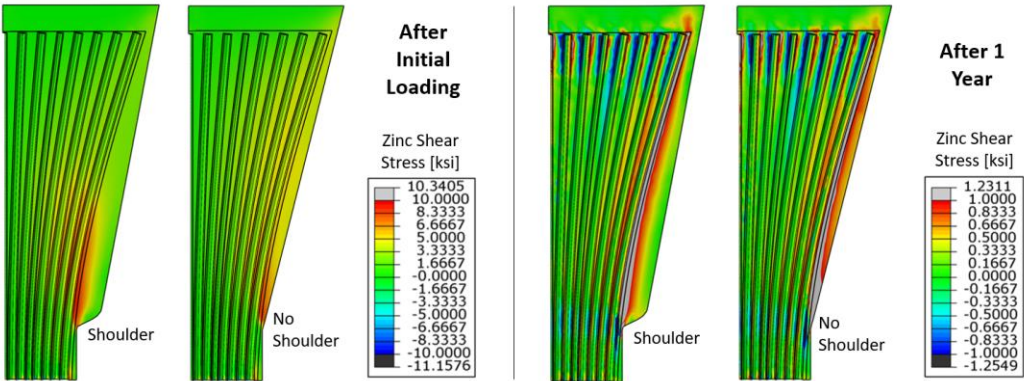 After
Initial
Loading
Zinc Shear
Stress [ksi]
10.3405
10.0000
8.3333
6.6667
5.0000
3.3333
1.6667
-0.0000
-1.6667
-3.3333
-5.0000
-6.6667
-8.3333
-10.0000
-11.1576
Shoulder
No
Shoulder
After 1
Year
Zinc Shear
Stress [ksi]
1.2311
1.0000
0.8333
0.6667
0.5000
0.3333
0.1667
0.0000
-0.1667
-0.3333
-0.5000
-0.6667
-0.8333
-1.0000
-1.2549
Shoulder
No
Shoulder